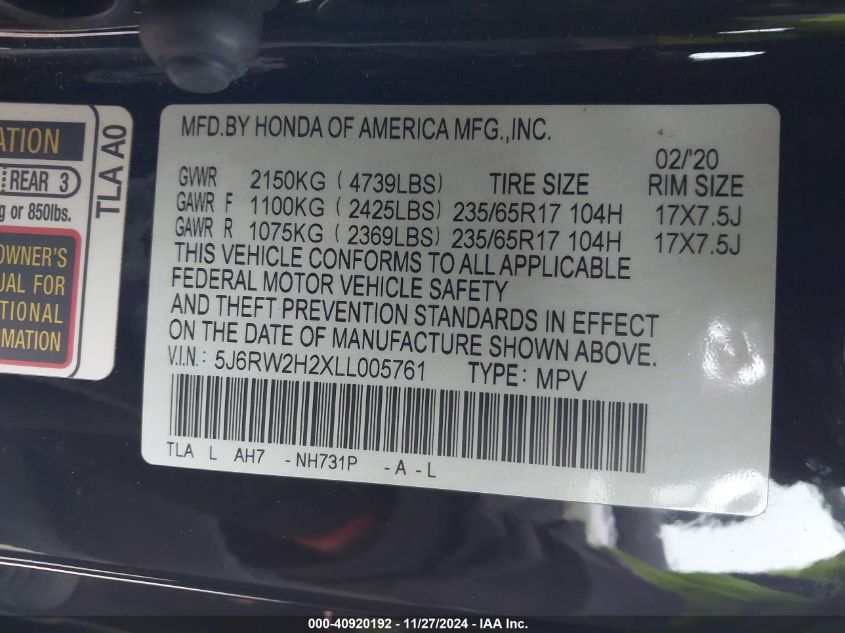 ATION
REAR 3
g or 850lbs.
OWNER'S
UAL FOR
TIONAL
RMATION
TLA A0
MFD.BY HONDA OF AMERICA MFG.,INC.
02/'20
GVWR 2150KG ( 4739LBS) TIRE SIZE RIM SIZE
GAWR F 1100KG ( 2425LBS) 235/65R17 104H 17X7.5J
GAWR R 1075KG ( 2369LBS) 235/65R17 104H 17X7.5J
THIS VEHICLE CONFORMS TO ALL APPLICABLE
FEDERAL MOTOR VEHICLE SAFETY
AND THEFT PREVENTION STANDARDS IN EFFECT
ON THE DATE OF MANUFACTURE SHOWN ABOVE.
V.I.N: 5J6RW2H2XLL005761 TYPE: MPV
TLA L AH7 -NH731P -A-L
000-40920192 - 11/27/2024 - IAA Inc.